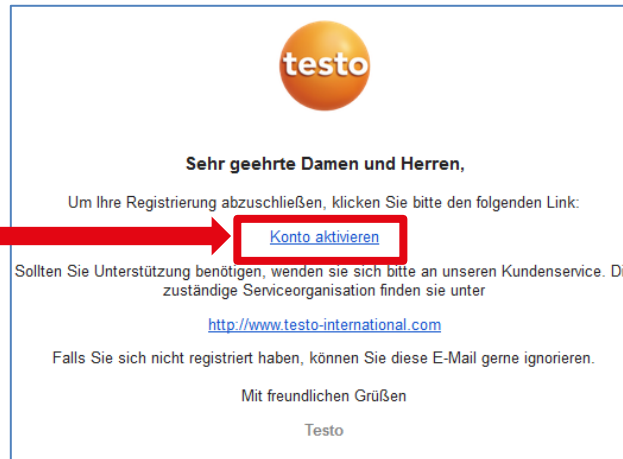 testo
Sehr geehrte Damen und Herren,
Um Ihre Registrierung abzuschließen, klicken Sie bitte den folgenden Link:
Konto aktivieren
Sollten Sie Unterstützung benötigen, wenden sie sich bitte an unseren Kundenservice. Di
zuständige Serviceorganisation finden sie unter
http://www.testo-international.com
Falls Sie sich nicht registriert haben, können Sie diese E-Mail gerne ignorieren.
Mit freundlichen Grüßen
Testo